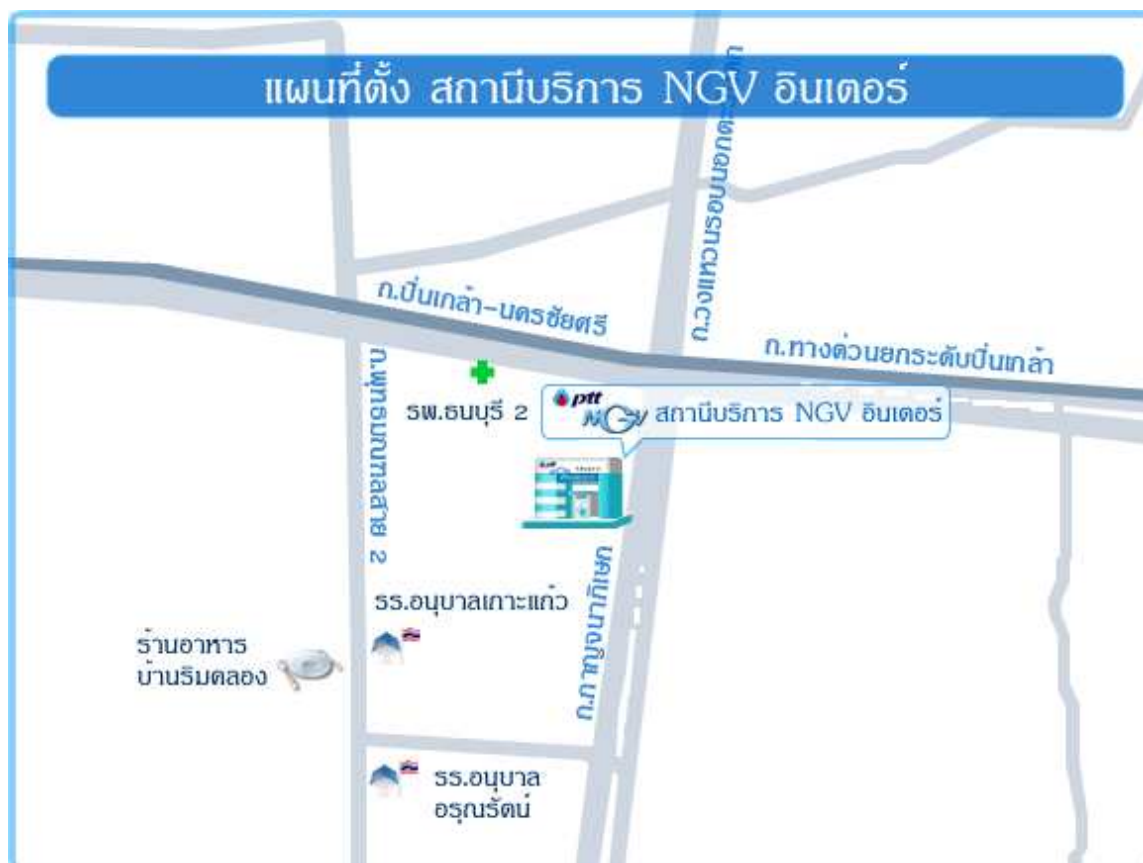 แผนที่ตั้ง สถานีบริการ NGV อินเตอร์
ถ.วงแหวนรอบนอกตะวันตก
ถ.ปิ่นเกล้า-นครชัยศรี
ถ.ทางด่วนยกระดับปิ่นเกล้า
ถ.พุทธมณฑลสาย 2
รพ.ธนบุรี 2
ptt
NGV สถานีบริการ NGV อินเตอร์
ถ.กาญจนาภิเษก
รร.อนุบาลเกาะแก้ว
ร้านอาหาร
บ้านริมคลอง
รร.อนุบาล
อรุณรัตน์